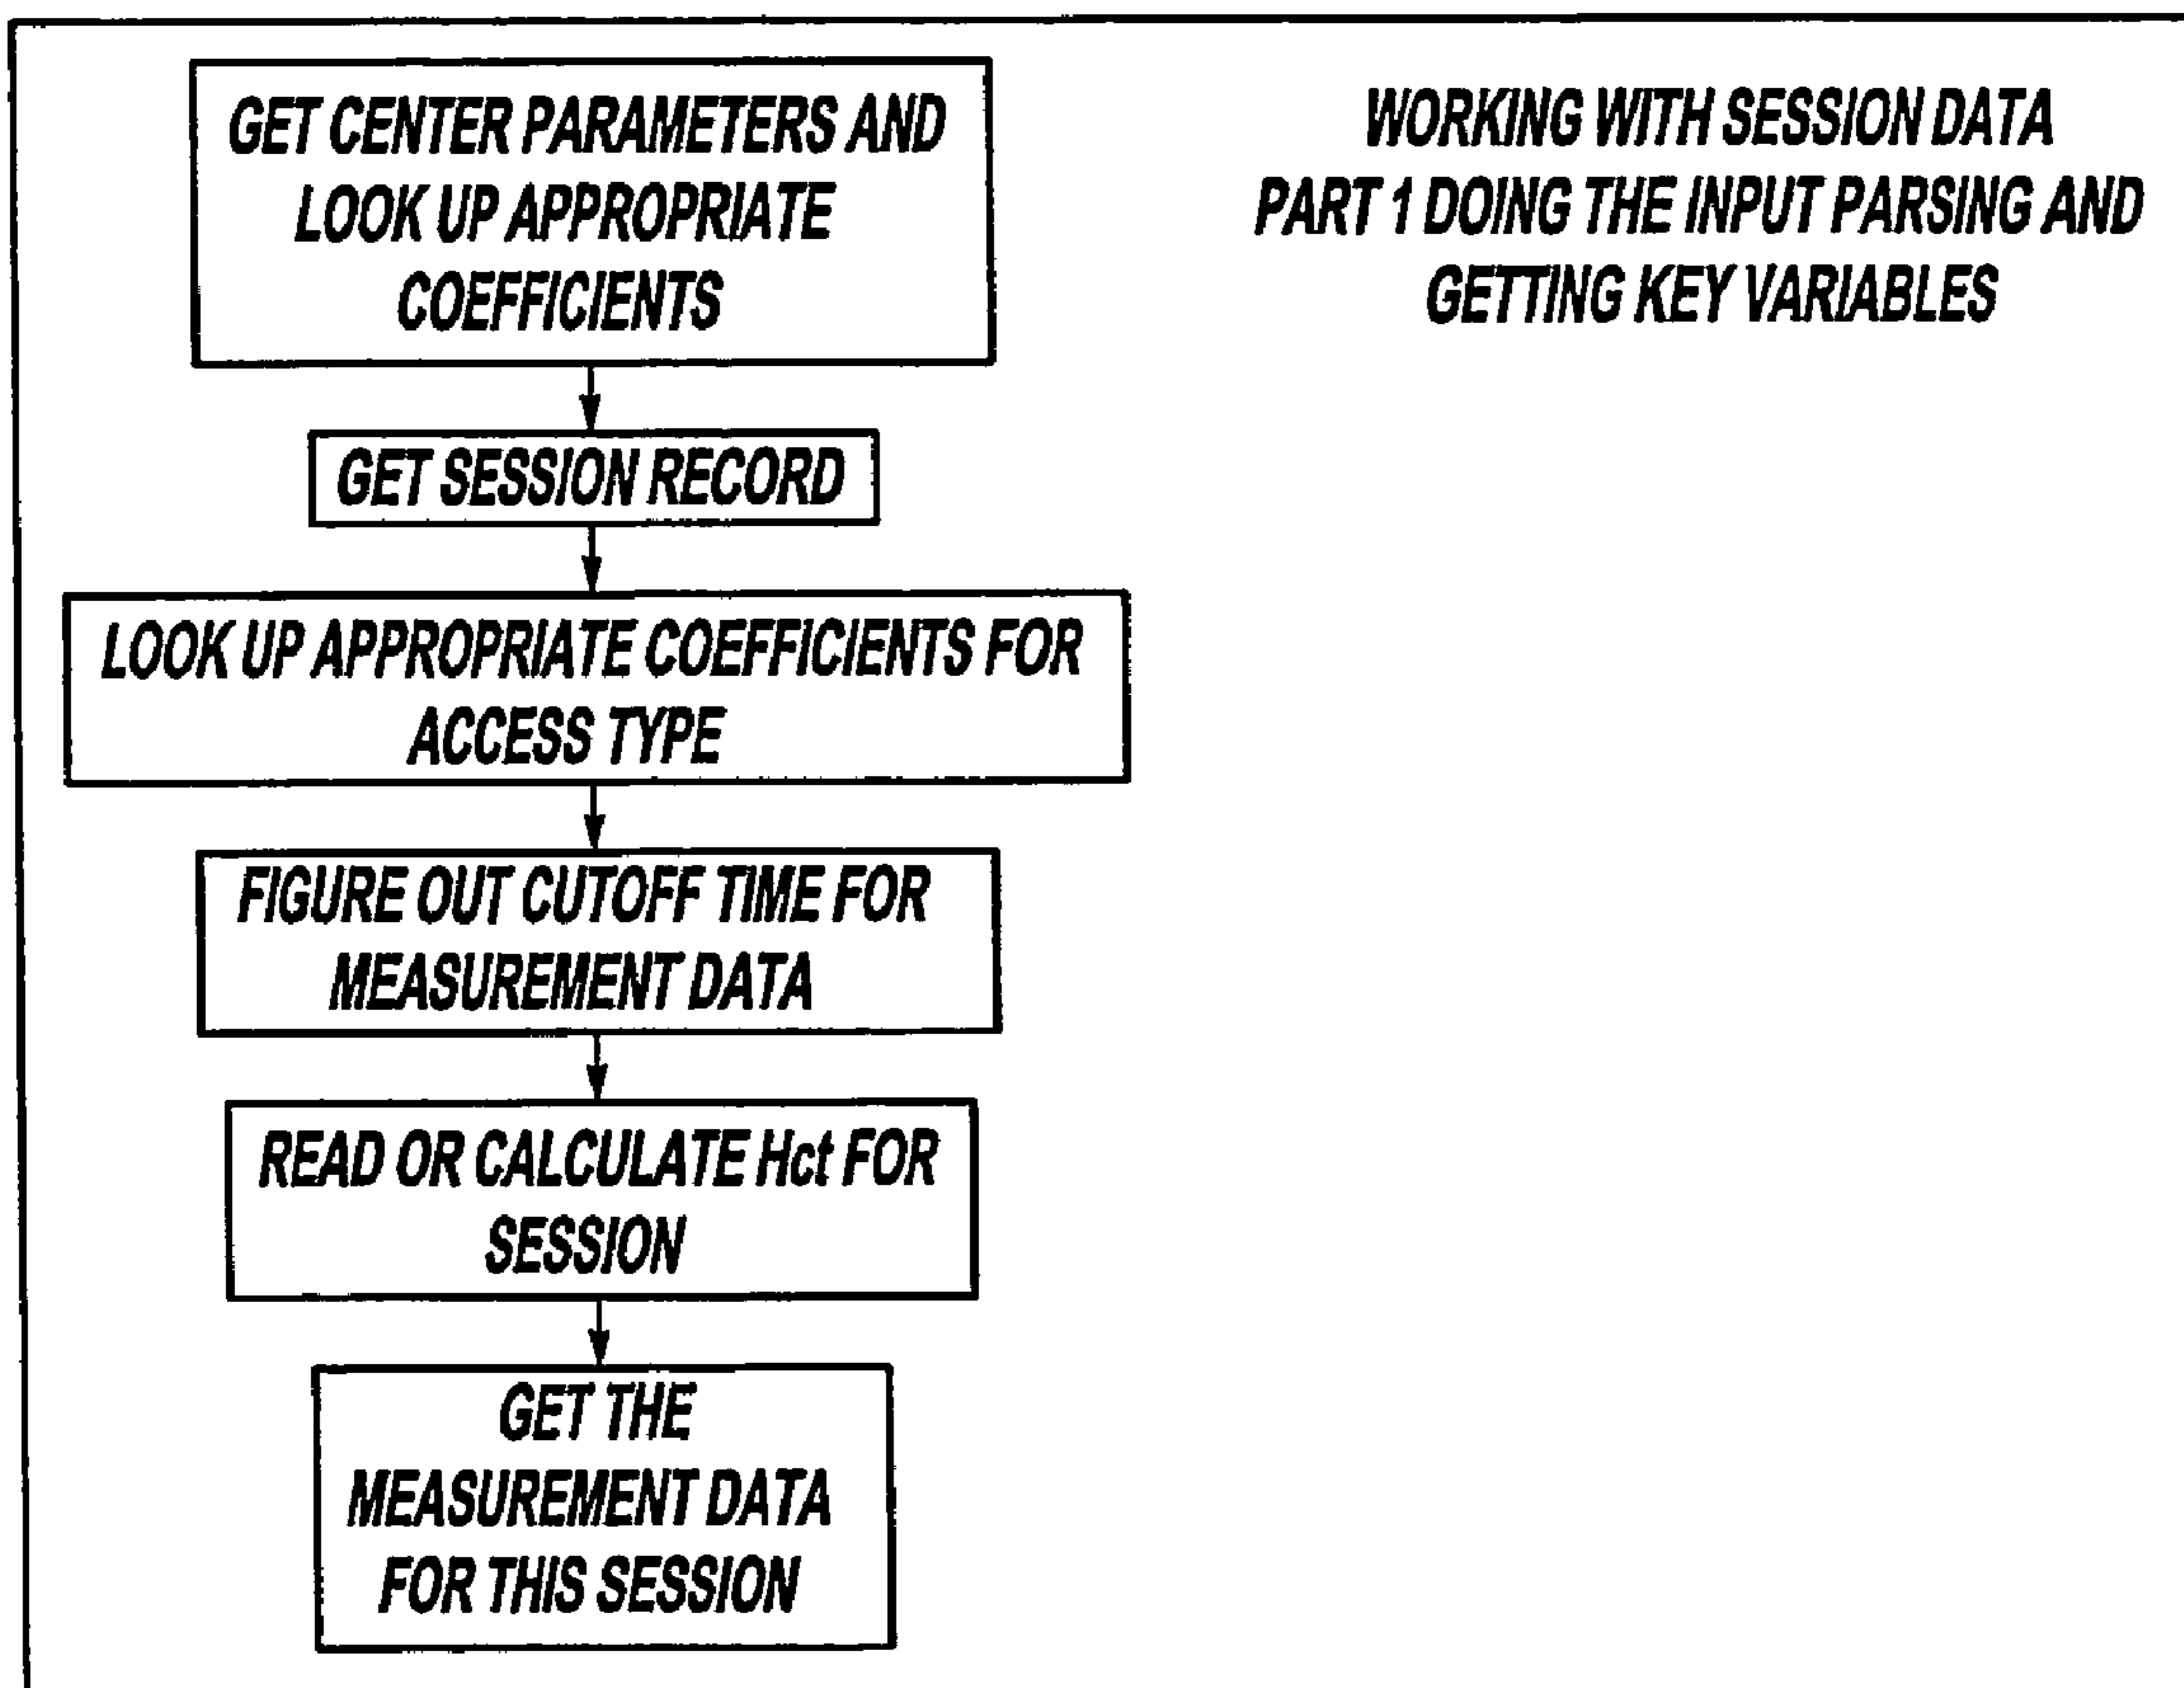 GET CENTER PARAMETERS AND
LOOK UP APPROPRIATE
COEFFICIENTS
WORKING WITH SESSION DATA
PART 1 DOING THE INPUT PARSING AND
GETTING KEY VARIABLES
GET SESSION RECORD
LOOK UP APPROPRIATE COEFFICIENTS FOR
ACCESS TYPE
FIGURE OUT CUTOFF TIME FOR
MEASUREMENT DATA
READ OR CALCULATE Hct FOR
SESSION
GET THE
MEASUREMENT DATA
FOR THIS SESSION